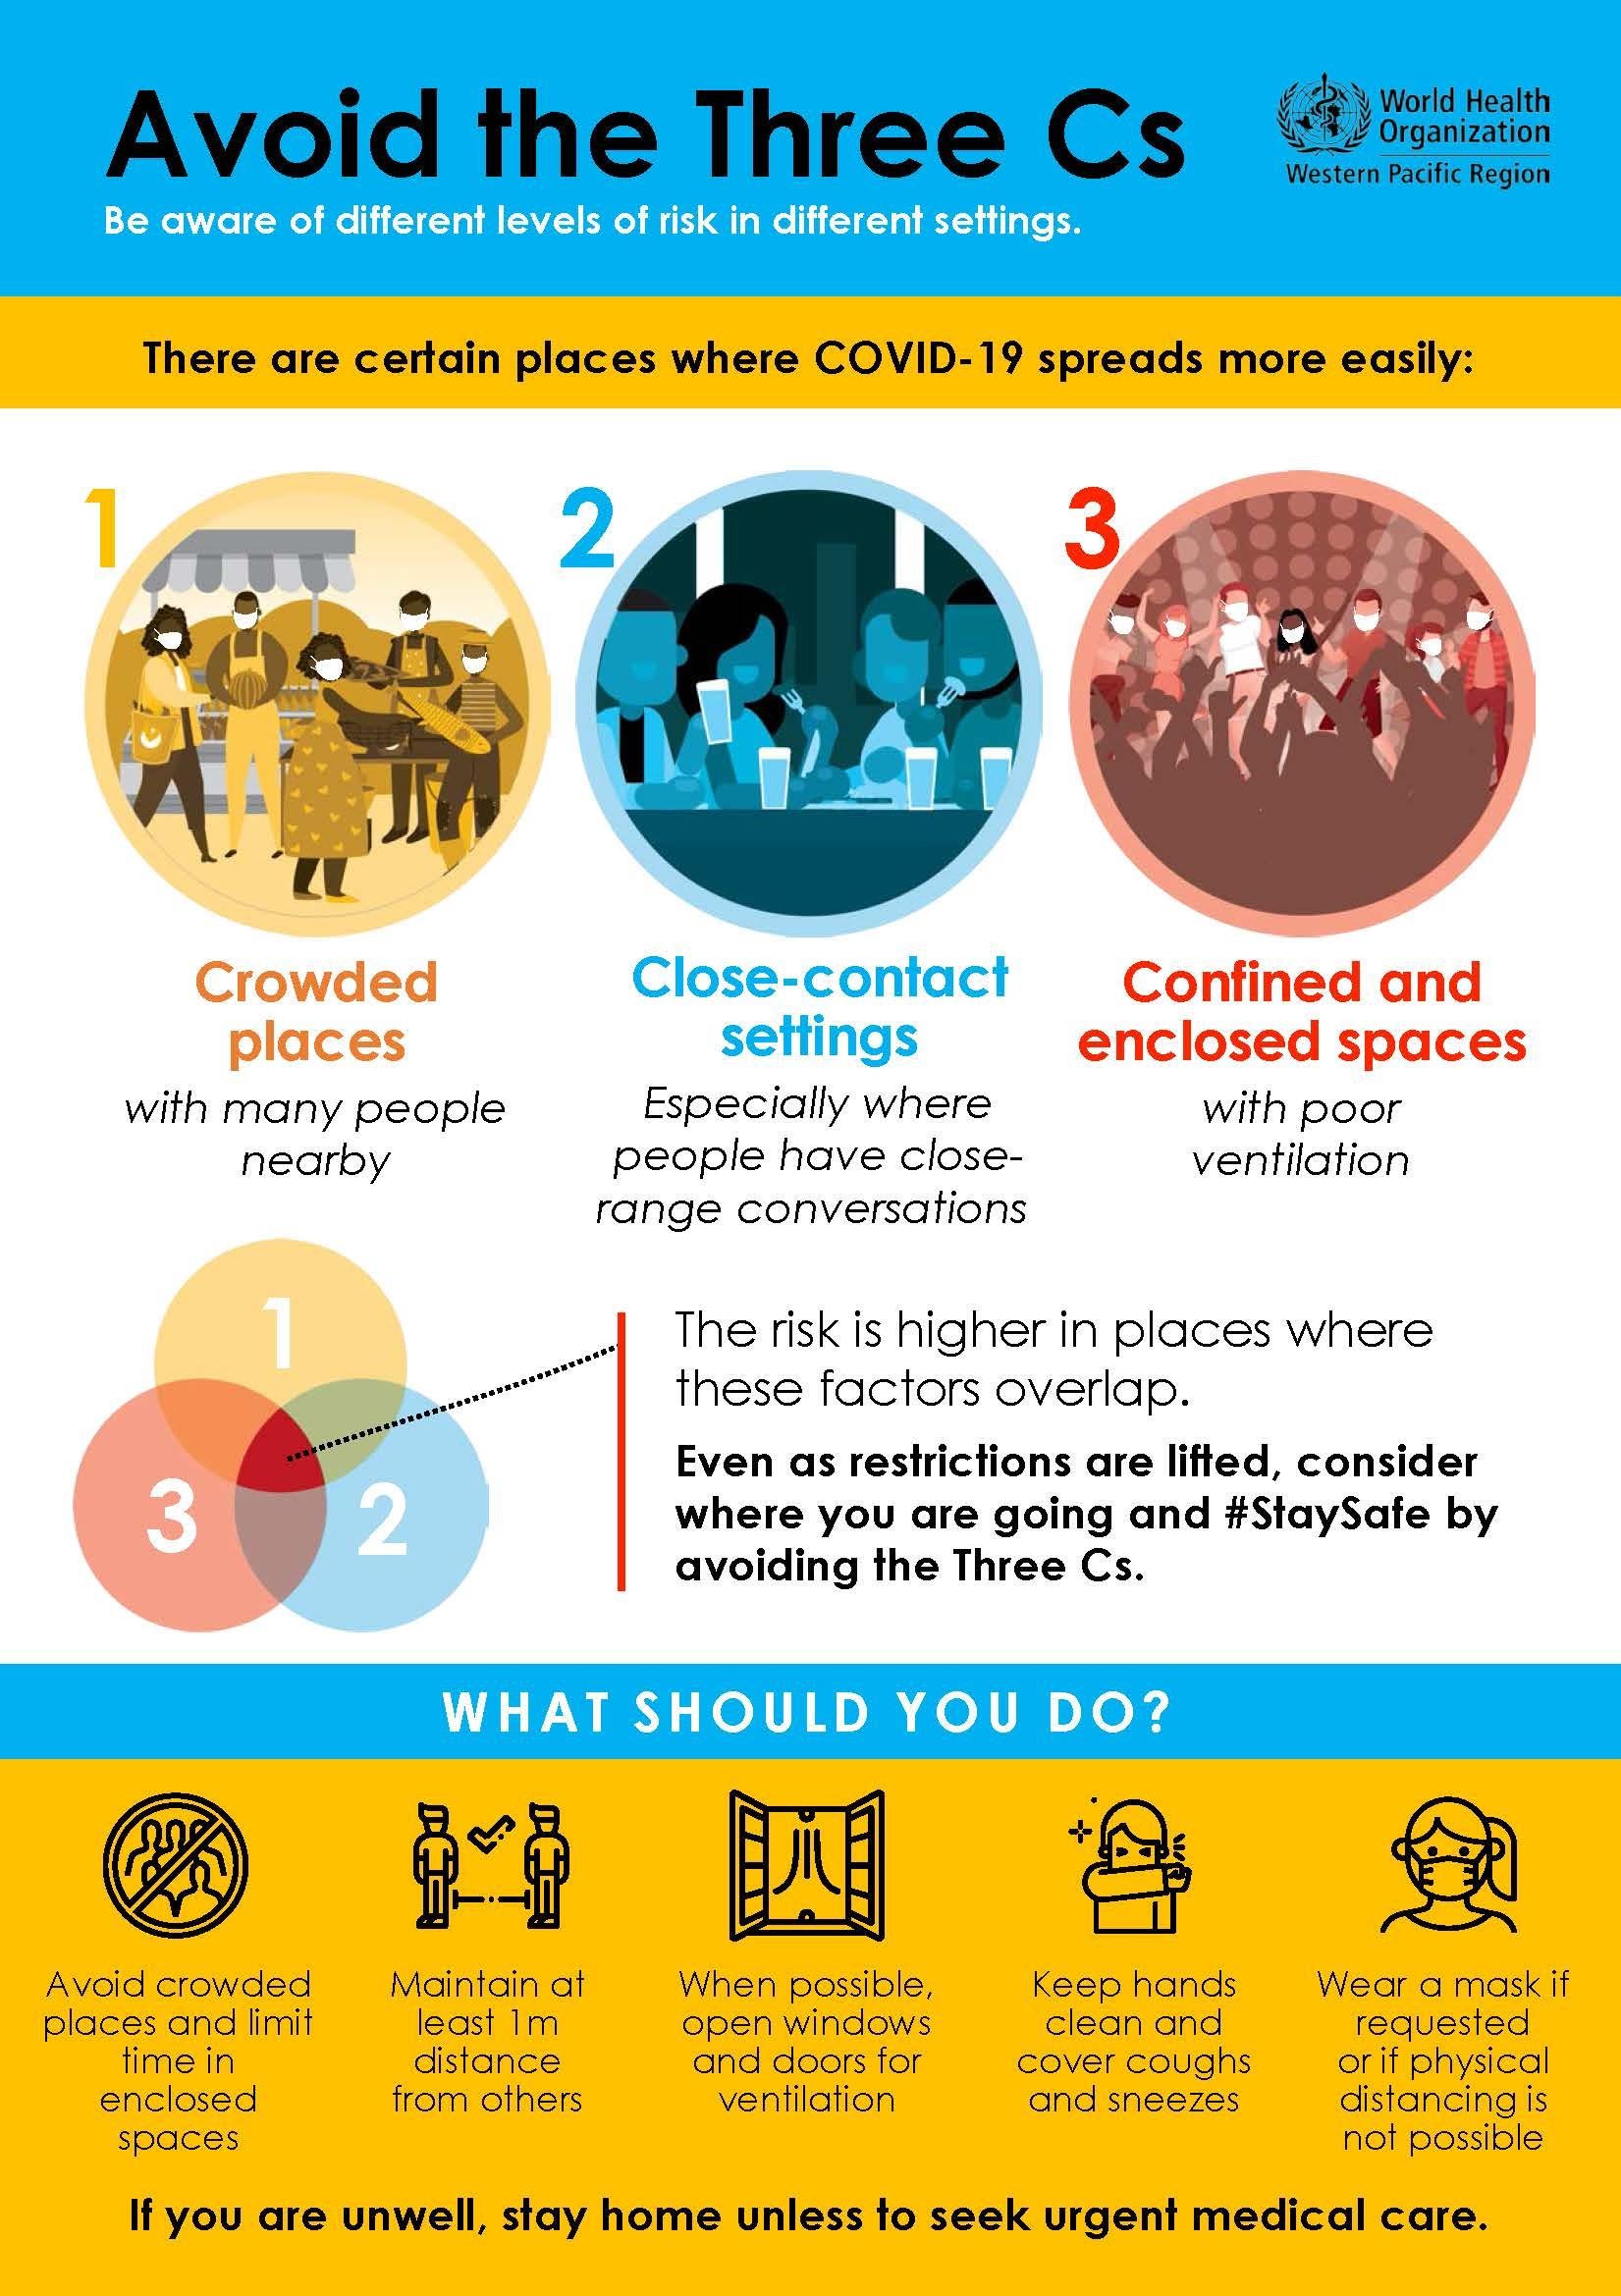 Avoid the Three Cs
World Health
Organization
Western Pacific Region
Be aware of different levels of risk in different settings.
There are certain places where COVID-19 spreads more easily:
1
2
3
Crowded
places
with many people
nearby
Close-contact
settings
Especially where
people have close-
range conversations
Confined and
enclosed spaces
with poor
ventilation
1
3
2
The risk is higher in places where
these factors overlap.
Even as restrictions are lifted, consider
where you are going and #StaySafe by
avoiding the Three Cs.
WHAT SHOULD YOU DO?
Avoid crowded
places and limit
time in
enclosed
spaces
Maintain at
least 1m
distance
from others
When possible,
open windows
and doors for
ventilation
Keep hands
clean and
cover coughs
and sneezes
Wear a mask if
requested
or if physical
distancing is
not possible
If you are unwell, stay home unless to seek urgent medical care.